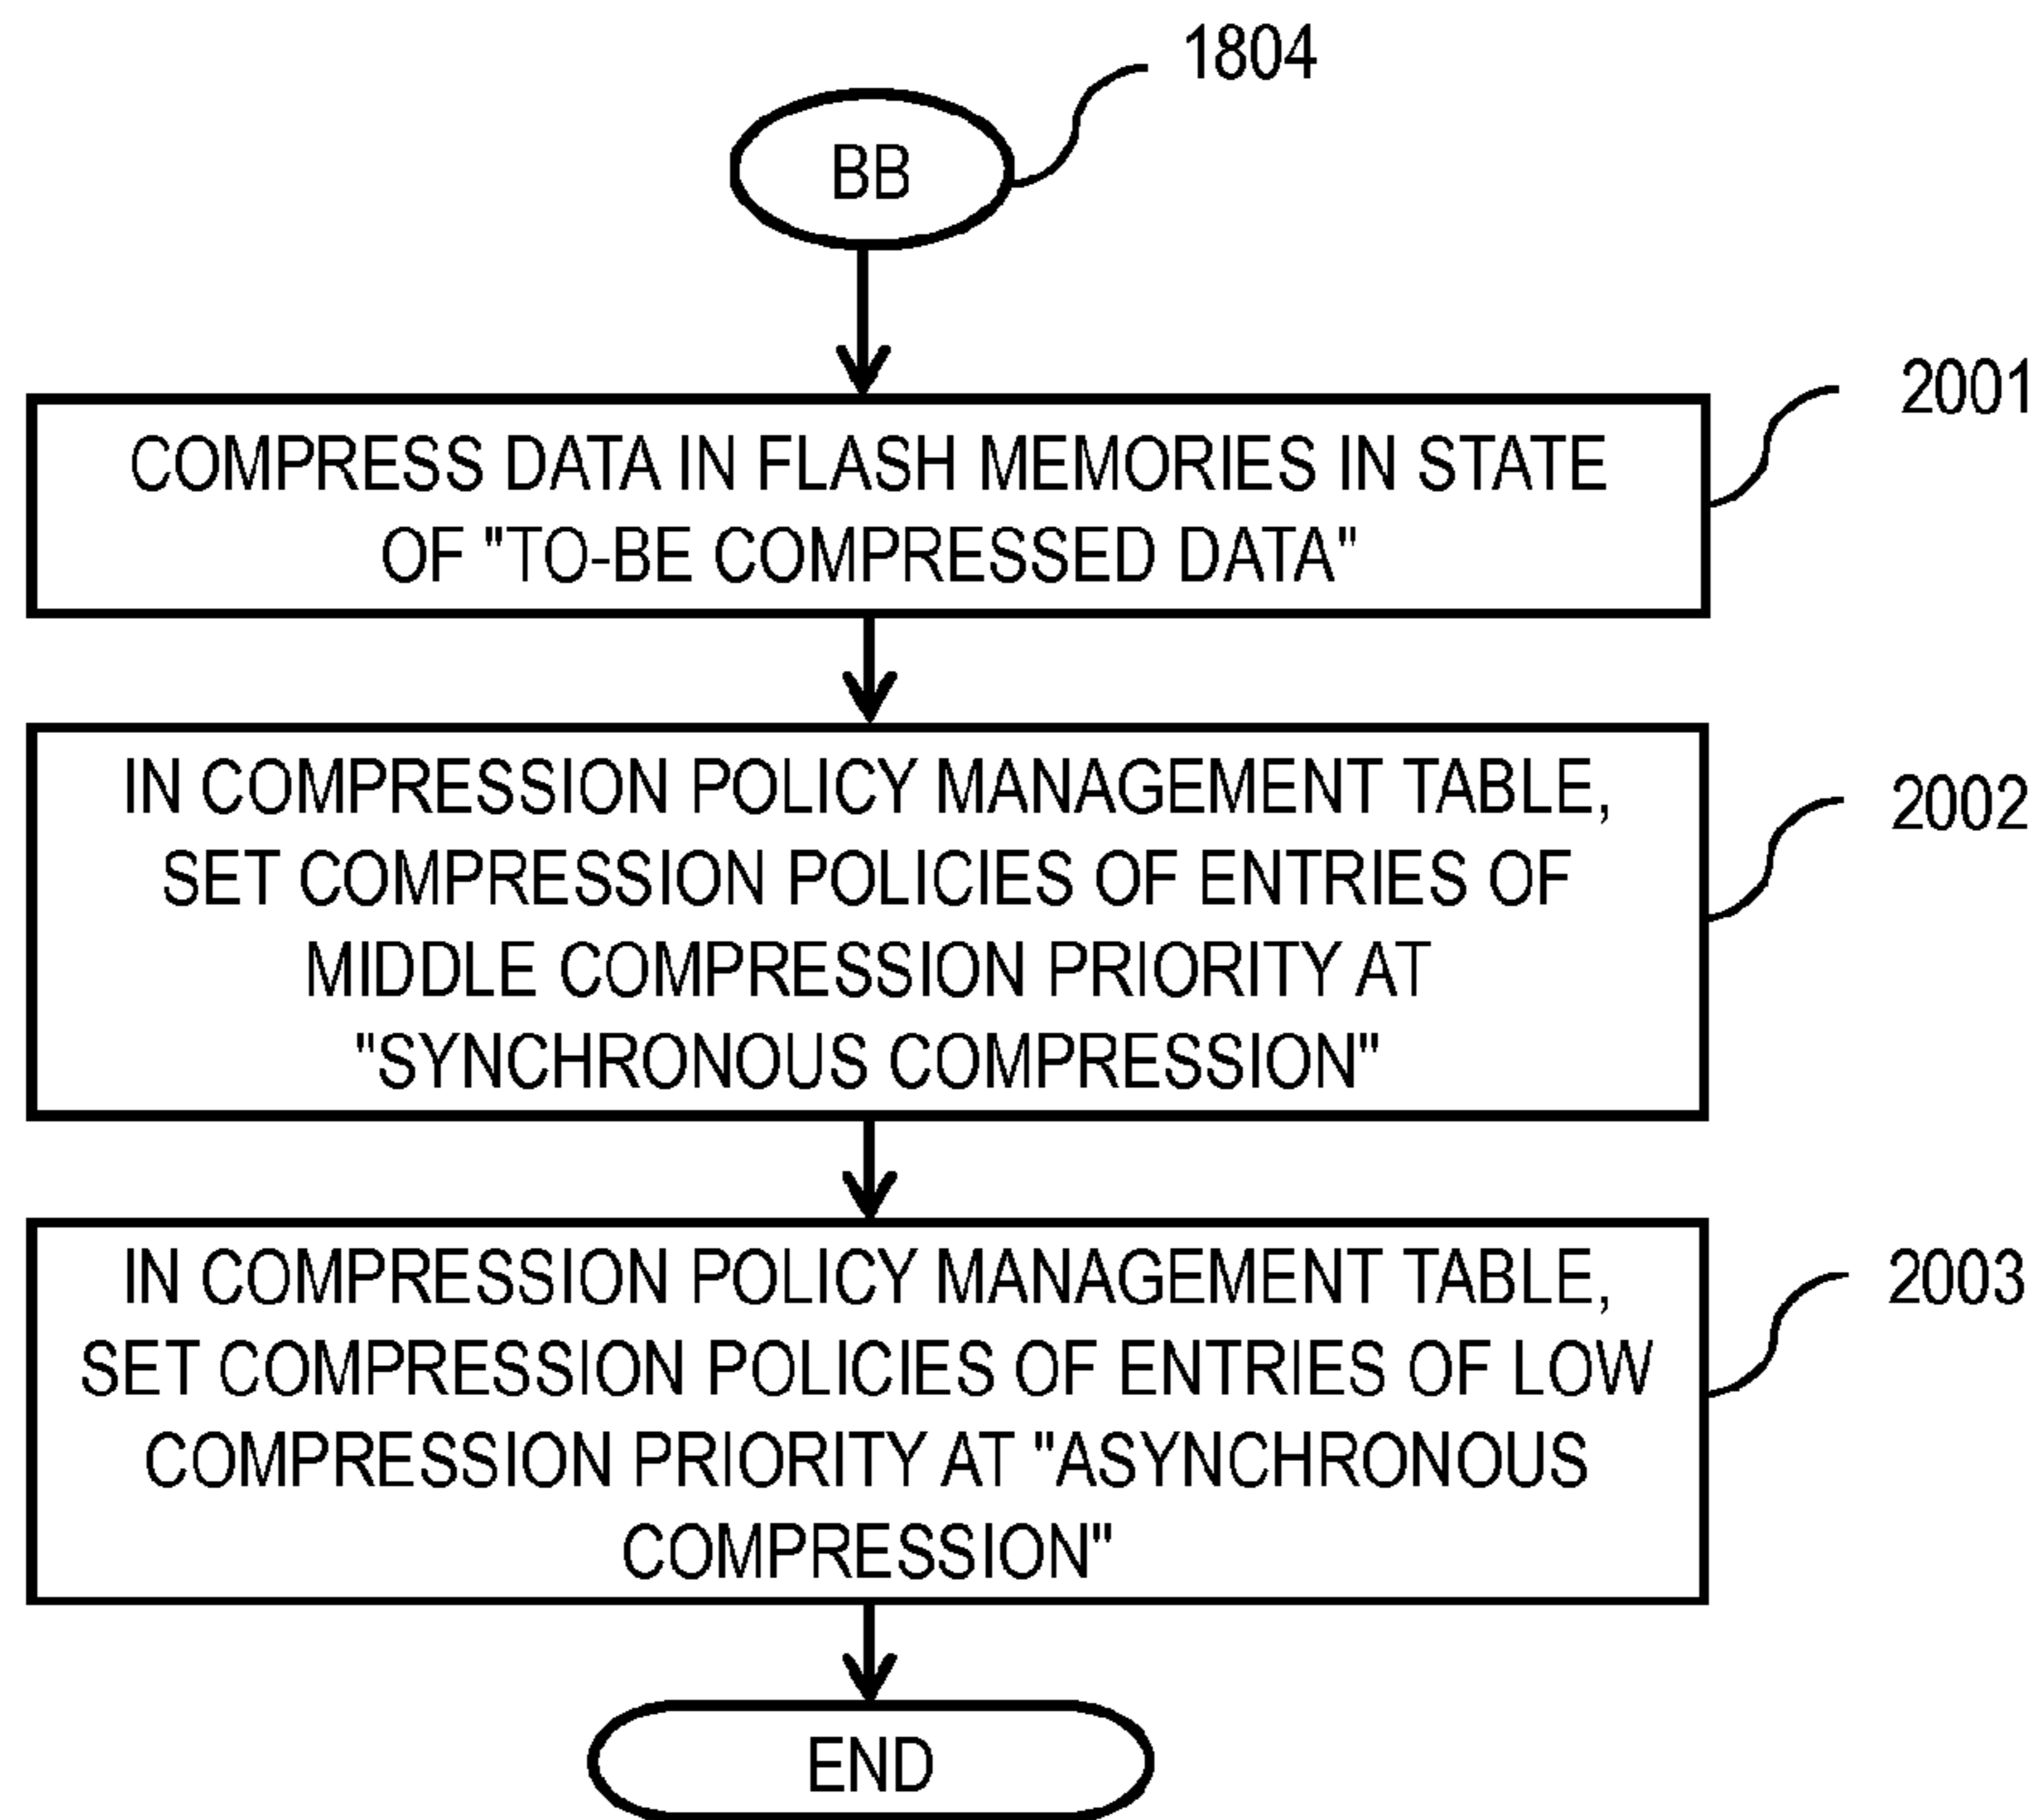 1804
BB
2001
COMPRESS DATA IN FLASH MEMORIES IN STATE
OF "TO-BE COMPRESSED DATA"
2002
IN COMPRESSION POLICY MANAGEMENT TABLE,
SET COMPRESSION POLICIES OF ENTRIES OF
MIDDLE COMPRESSION PRIORITY AT
"SYNCHRONOUS COMPRESSION"
2003
IN COMPRESSION POLICY MANAGEMENT TABLE,
SET COMPRESSION POLICIES OF ENTRIES OF LOW
COMPRESSION PRIORITY AT "ASYNCHRONOUS
COMPRESSION"
END